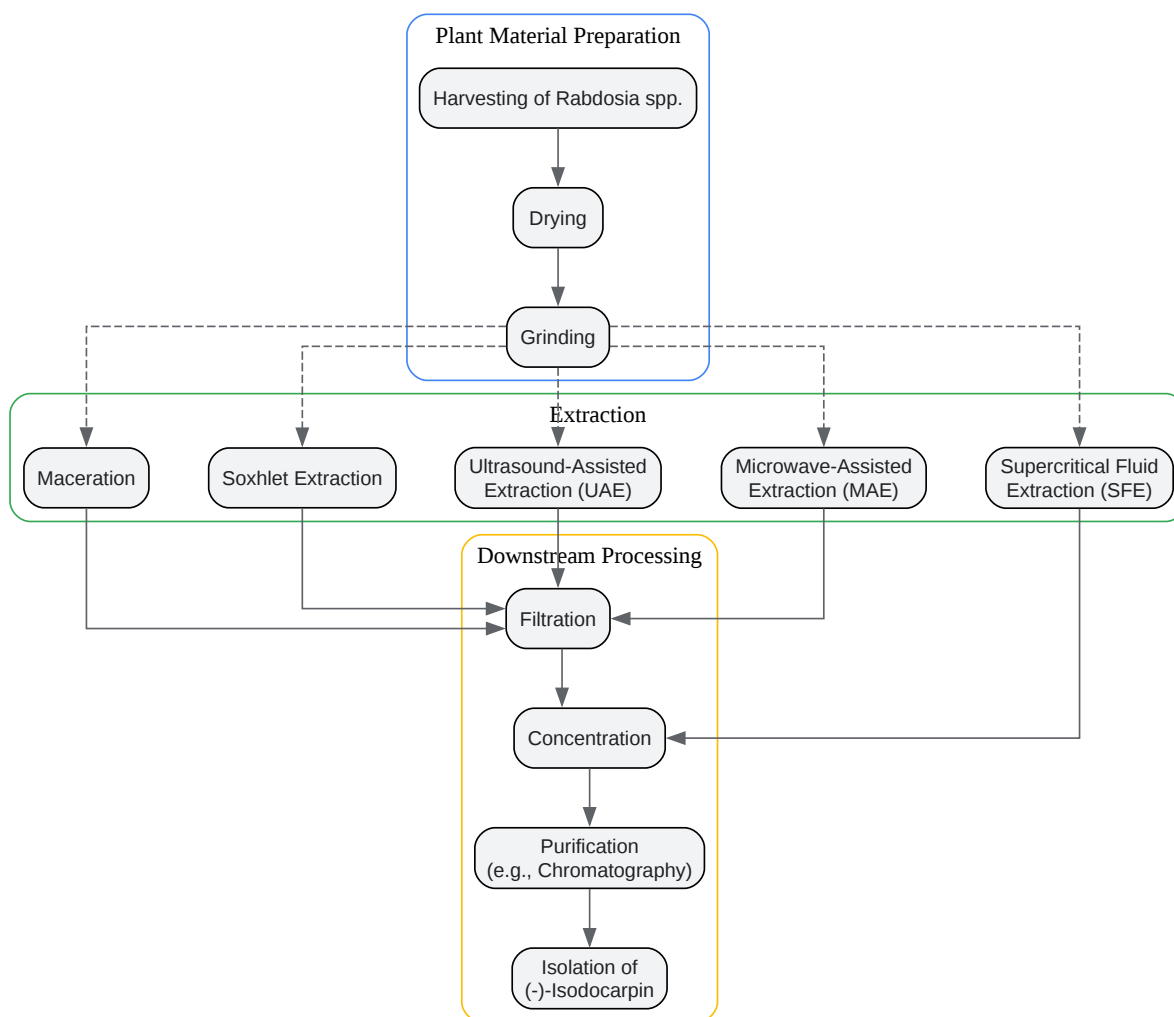 Plant Material Preparation
Harvesting of Rabdosia spp.
Drying
Grinding
Extraction
Maceration
Soxhlet Extraction
Ultrasound-Assisted
Extraction (UAE)
Microwave-Assisted
Extraction (MAE)
Supercritical Fluid
Extraction (SFE)
Downstream Processing
Filtration
Concentration
Purification
(e.g., Chromatography)
Isolation of
(-)-Isodocarpin